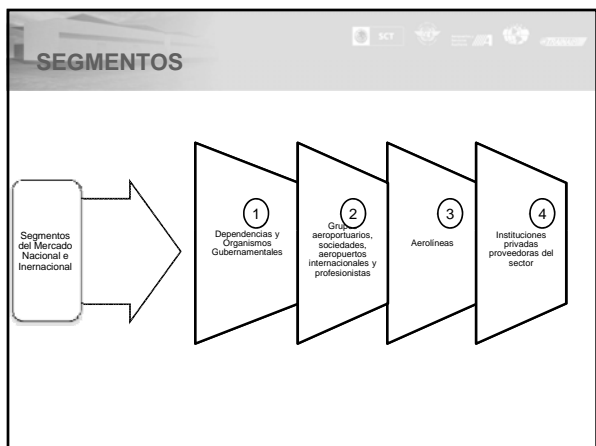 SCT
SEGMENTOS
Segmentos
del Mercado
Nacional e
Inernacional
1
Dependencias y
Organismos
Gubernamentales
2
Grupos
aeroportuarios,
sociedades,
aeropuertos
internacionales y
profesionistas
3
Aerolíneas
4
Instituciones
privadas
proveedoras del
sector